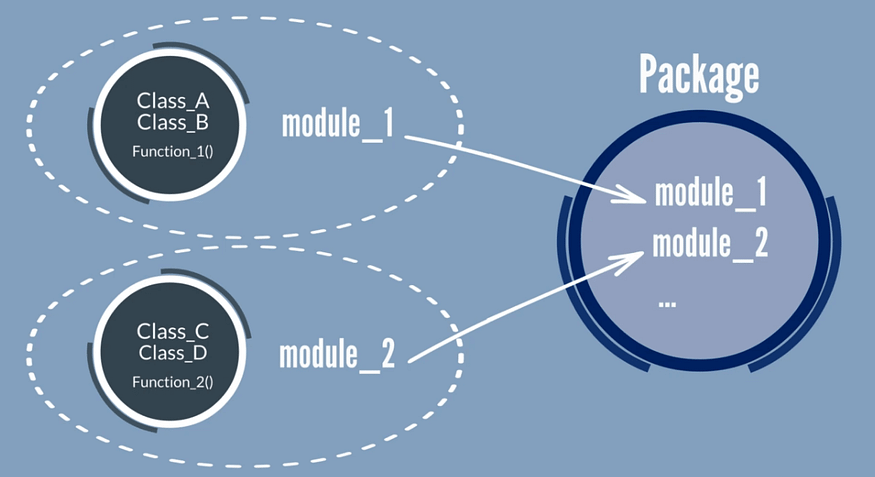 Class_A
Class_B
Function_1()
module_1
Class_C
Class_D
Function_2()
module_2
Package
module_1
module_2
...